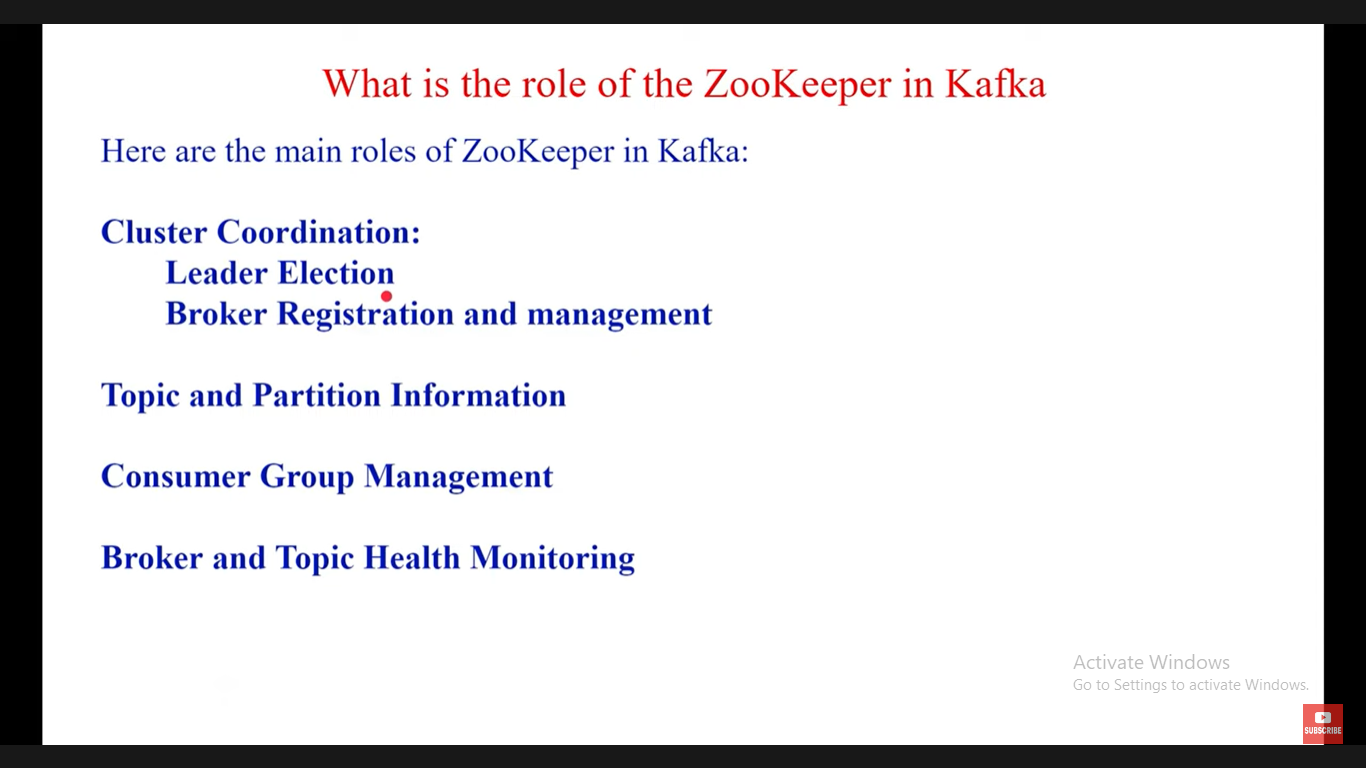 What is the role of the ZooKeeper in Kafka
Here are the main roles of ZooKeeper in Kafka:
Cluster Coordination:
Leader Election
Broker Registration and management
Topic and Partition Information
Consumer Group Management
Broker and Topic Health Monitoring
Activate Windows
Go to Settings to activate Windows.
SUBSCRIBE